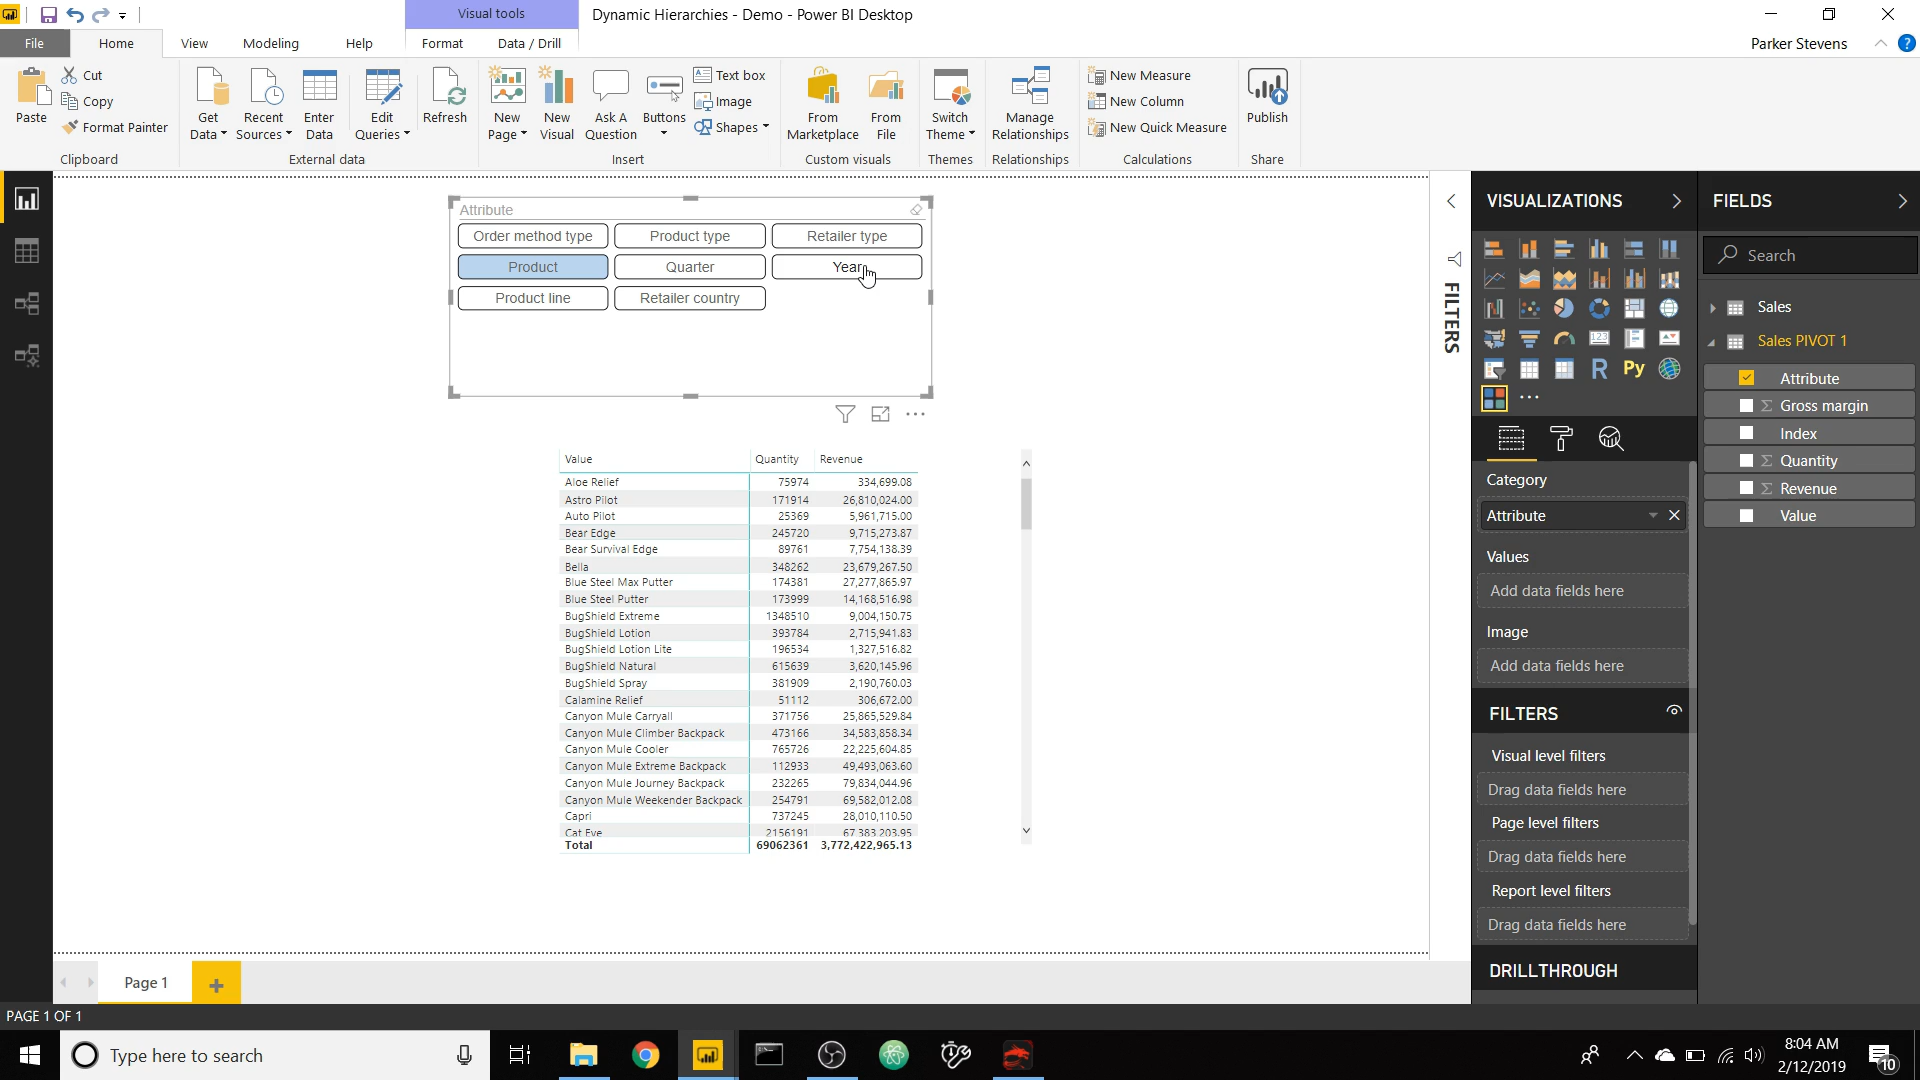 Visual tools
Dynamic Hierarchies - Demo - Power BI Desktop
File Home View Modeling Help Format Data / Drill
Parker Stevens
Paste
Cut
Copy
Format Painter
Get Data
Recent Sources
Enter Data
Edit Queries
Refresh
New Page
New Visual
Ask A Question
Buttons
Text box
Image
Shapes
From Marketplace
From File
Switch Theme
Manage Relationships
New Measure
New Column
New Quick Measure
Publish
Clipboard External data Insert Custom visuals Themes Relationships Calculations Share
Attribute
Order method type Product type Retailer type
Product Quarter Year
Product line Retailer country
Value Quantity Revenue
Aloe Relief 75974 334,699.08
Astro Pilot 171914 26,810,024.00
Auto Pilot 25369 5,961,715.00
Bear Edge 245720 9,715,273.87
Bear Survival Edge 89761 7,754,138.39
Bella 348262 23,679,267.50
Blue Steel Max Putter 174381 27,277,865.97
Blue Steel Putter 173999 14,168,516.98
BugShield Extreme 1348510 9,004,150.75
BugShield Lotion 393784 2,715,941.83
BugShield Lotion Lite 196534 1,327,516.82
BugShield Natural 615639 3,620,145.96
BugShield Spray 381909 2,190,760.03
Calamine Relief 51112 306,672.00
Canyon Mule Carryall 371756 25,865,529.84
Canyon Mule Climber Backpack 473166 34,583,858.34
Canyon Mule Cooler 765726 22,225,604.85
Canyon Mule Extreme Backpack 112933 49,493,063.60
Canyon Mule Journey Backpack 232265 79,834,044.96
Canyon Mule Weekender Backpack 254791 69,582,012.08
Capri 737245 28,010,110.50
Cat Eye 2156191 67,383,203.95
Total 69062361 3,772,422,965.13
FILTERS
VISUALIZATIONS
123
R
Py
Category
Attribute
Values
Add data fields here
Image
Add data fields here
FILTERS
Visual level filters
Drag data fields here
Page level filters
Drag data fields here
Report level filters
Drag data fields here
DRILLTHROUGH
FIELDS
Search
Sales
Sales PIVOT 1
Attribute
Σ Gross margin
Index
Σ Quantity
Σ Revenue
Value
Page 1
PAGE 1 OF 1
Type here to search
8:04 AM
2/12/2019
10